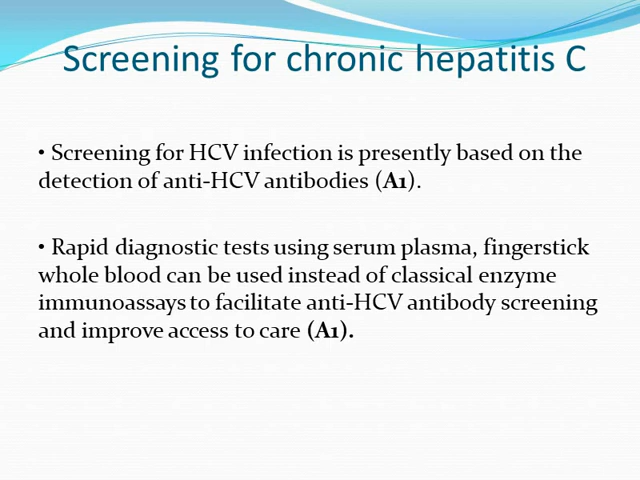 Screening for chronic hepatitis C
• Screening for HCV infection is presently based on the
detection of anti-HCV antibodies (A1).
• Rapid diagnostic tests using serum plasma, fingerstick
whole blood can be used instead of classical enzyme
immunoassays to facilitate anti-HCV antibody screening
and improve access to care (A1).